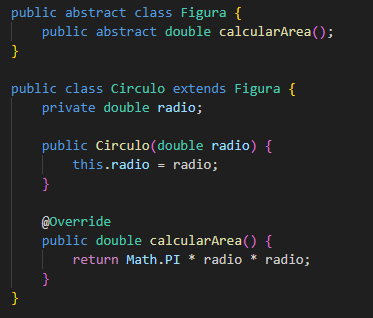 public abstract class Figura {
    public abstract double calcularArea();
}

public class Circulo extends Figura {
    private double radio;

    public Circulo(double radio) {
        this.radio = radio;
    }

    @Override
    public double calcularArea() {
        return Math.PI * radio * radio;
    }
}